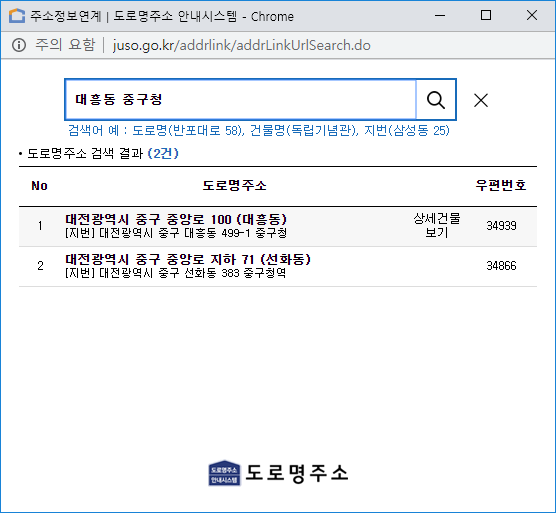 주소정보연계 | 도로명주소 안내시스템 - Chrome
주의 요함 | juso.go.kr/addrlink/addrLinkUrlSearch.do
대흥동 중구청
검색어 예 : 도로명(반포대로 58), 건물명(독립기념관), 지번(삼성동 25)
• 도로명주소 검색 결과 (2건)
No 도로명주소 우편번호
1 대전광역시 중구 중앙로 100 (대흥동) 상세건물 34939
[지번] 대전광역시 중구 대흥동 499-1 중구청 보기
2 대전광역시 중구 중앙로 지하 71 (선화동) 34866
[지번] 대전광역시 중구 선화동 383 중구청역
도로명주소
안내시스템
도로명주소